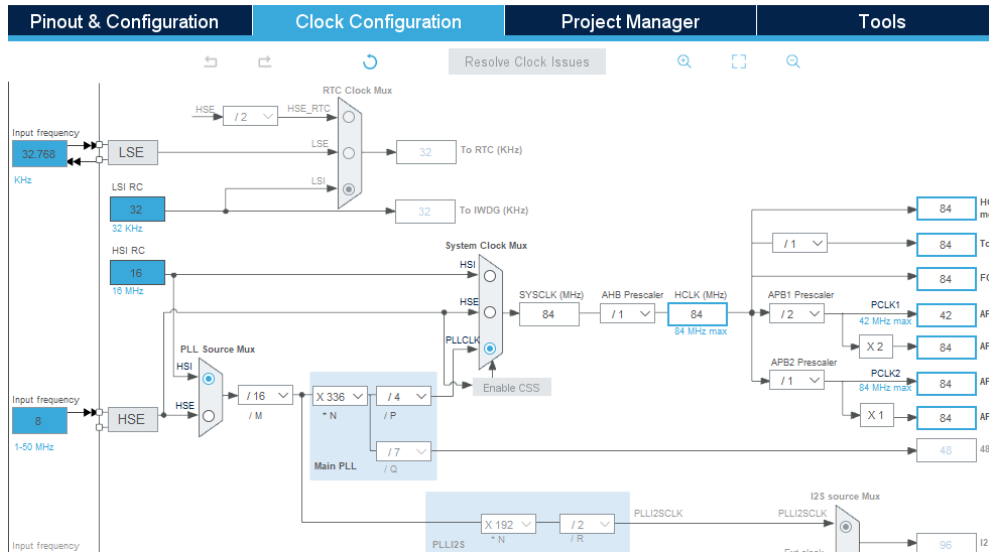 Pinout & Configuration
Clock Configuration
Project Manager
Tools
Resolve Clock Issues
RTC Clock Mux
HSE
/ 2
HSE_RTC
Input frequency
32.768
KHz
LSE
LSE
32
To RTC (KHz)
LSI RC
32
32 KHz
LSI
32
To IWDG (KHz)
HSI RC
16
16 MHz
System Clock Mux
HSI
HSE
PLLCLK
SYSCLK (MHz)
84
AHB Prescaler
/ 1
HCLK (MHz)
84
84 MHz max
84
/ 1
84
84
APB1 Prescaler
/ 2
PCLK1
42 MHz max
42
X 2
84
APB2 Prescaler
/ 1
PCLK2
84 MHz max
84
X 1
84
Enable CSS
PLL Source Mux
HSI
HSE
/ 16
/ M
X 336
* N
/ 4
/ P
/ 7
/ Q
Main PLL
48
48
Input frequency
8
1-50 MHz
HSE
X 192
* N
/ 2
/ R
PLLI2S
PLLI2SCLK
I2S source Mux
PLLI2SCLK
96
Input frequency